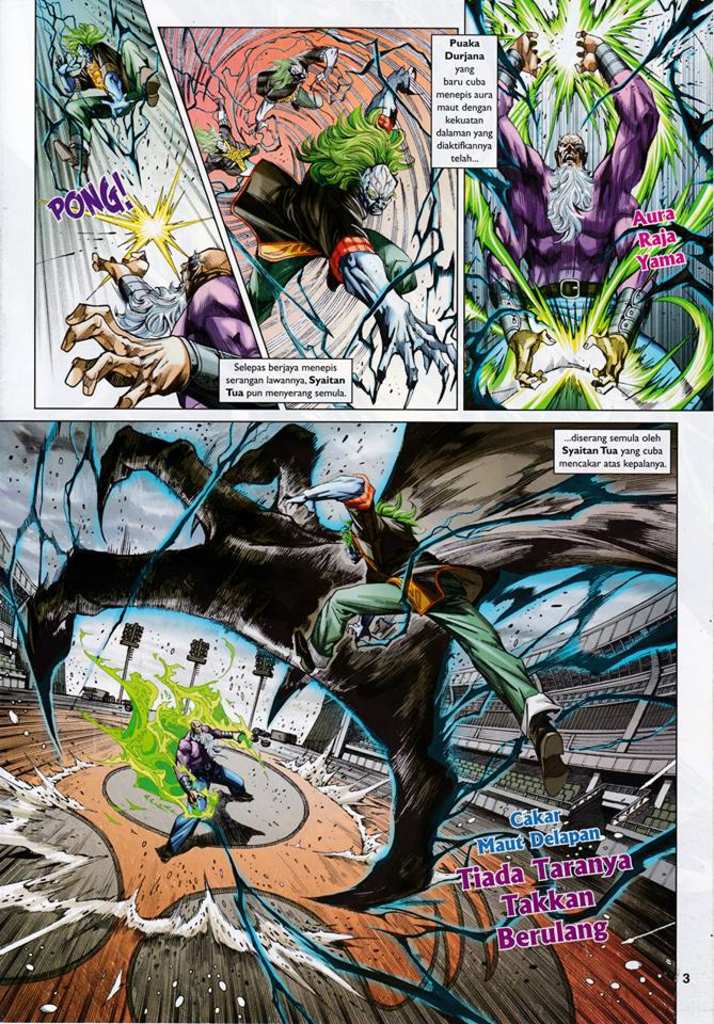 PONG!
Selepas berjaya menepis
serangan lawannya, Syaitan
Tua pun menyerang semula.
Puaka
Durjana
yang
baru cuba
menepis aura
maut dengan
kekuatan
dalaman yang
diaktifkannya
telah...
Aura
Raja
Yama
...diserang semula oleh
Syaitan Tua yang cuba
mencakar atas kepalanya.
Cakar
Maut Delapan
Tiada Taranya
Takkan
Berulang
3